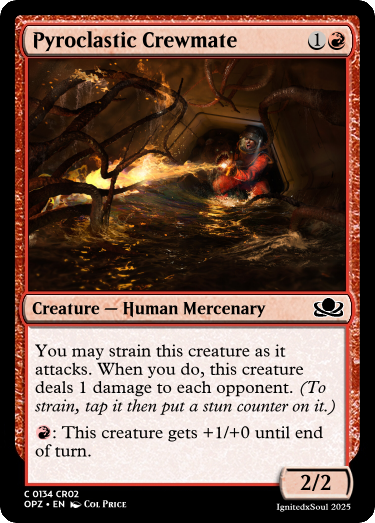 Pyroclastic Crewmate 1
Creature — Human Mercenary
You may strain this creature as it
attacks. When you do, this creature
deals 1 damage to each opponent. (To
strain, tap it then put a stun counter on it.)
: This creature gets +1/+0 until end
of turn.
2/2
C 0134 CR02
OPZ • EN Col Price
IgnitedxSoul 2025